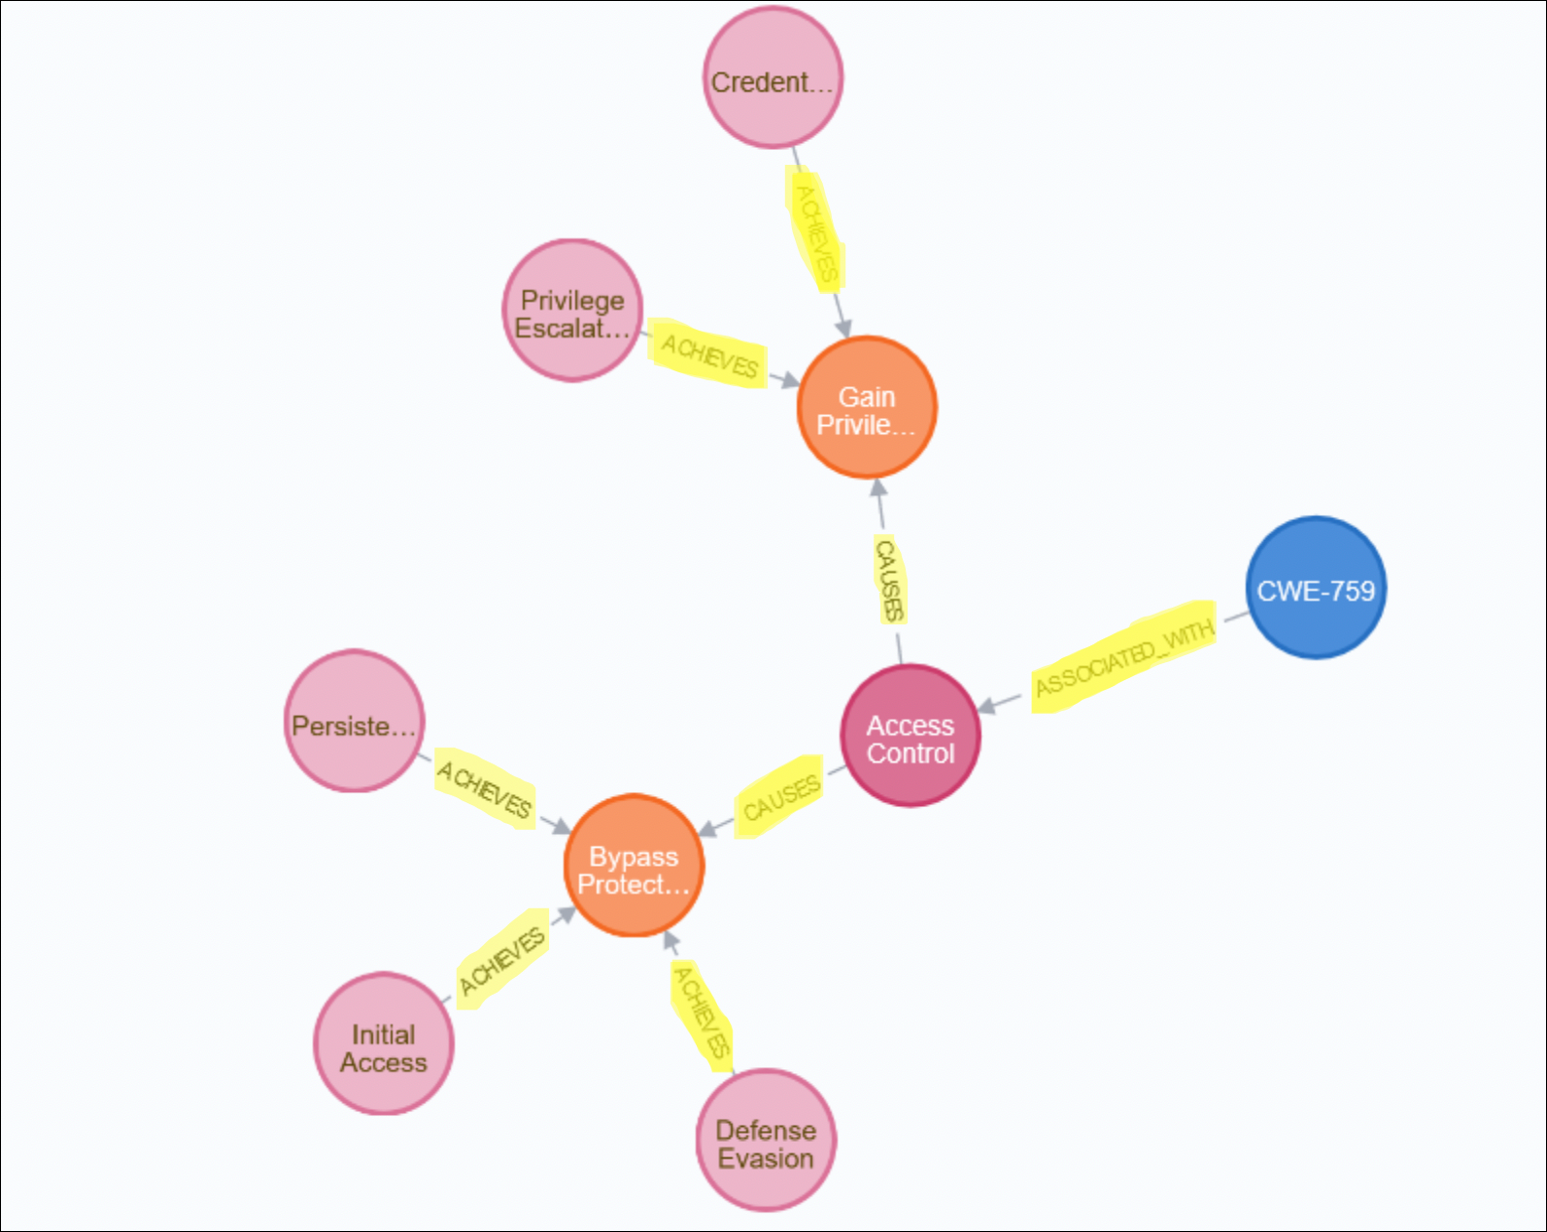 Credent...
ACHIEVES
Privilege
Escalat...
ACHIEVES
Gain
Privile...
CAUSES
CWE-759
ASSOCIATED_WITH
Access
Control
Persiste...
ACHIEVES
CAUSES
Bypass
Protect...
ACHIEVES
Initial
Access
ACHIEVES
Defense
Evasion